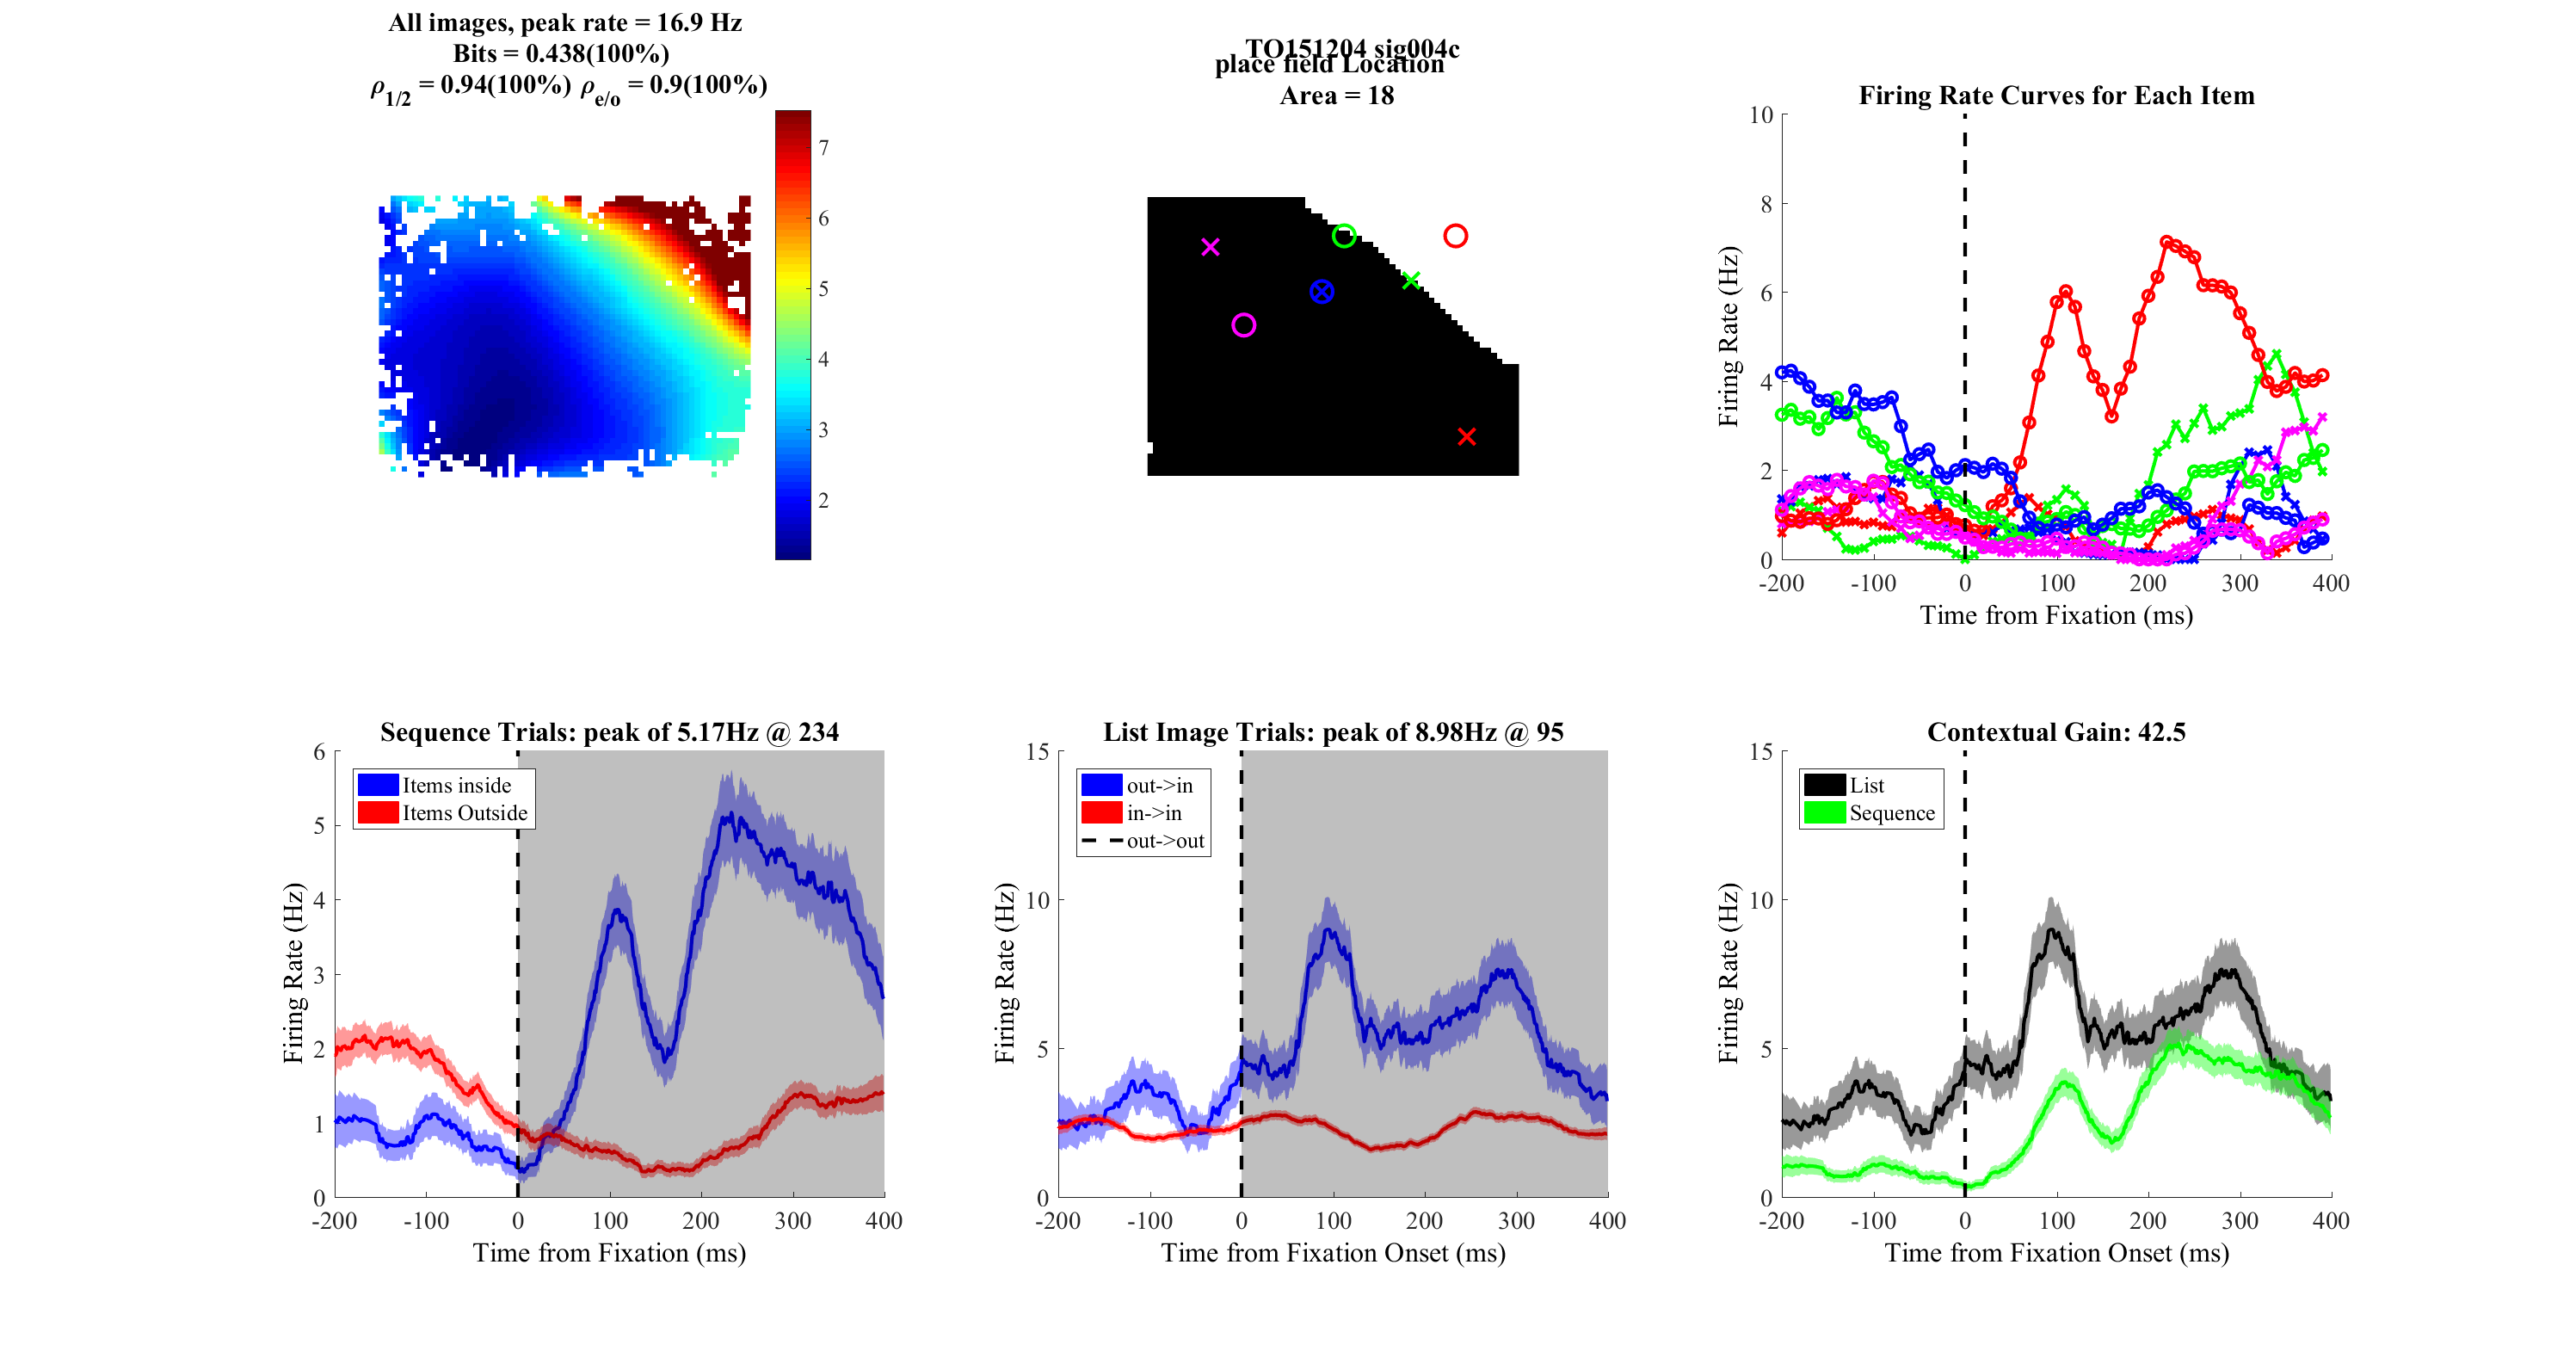 All images, peak rate = 16.9 Hz
Bits = 0.438(100%)
ρ1/2 = 0.94(100%) ρe/o = 0.9(100%)
7
6
5
4
3
2
TO151204 sig004c
place field Location
Area = 18
Firing Rate Curves for Each Item
10
8
6
4
2
0
Firing Rate (Hz)
-200 -100 0 100 200 300 400
Time from Fixation (ms)
Sequence Trials: peak of 5.17Hz @ 234
6
5
4
3
2
1
0
Firing Rate (Hz)
Items inside
Items Outside
-200 -100 0 100 200 300 400
Time from Fixation (ms)
List Image Trials: peak of 8.98Hz @ 95
15
10
5
0
Firing Rate (Hz)
out->in
in->in
out->out
-200 -100 0 100 200 300 400
Time from Fixation Onset (ms)
Contextual Gain: 42.5
15
10
5
0
Firing Rate (Hz)
List
Sequence
-200 -100 0 100 200 300 400
Time from Fixation Onset (ms)